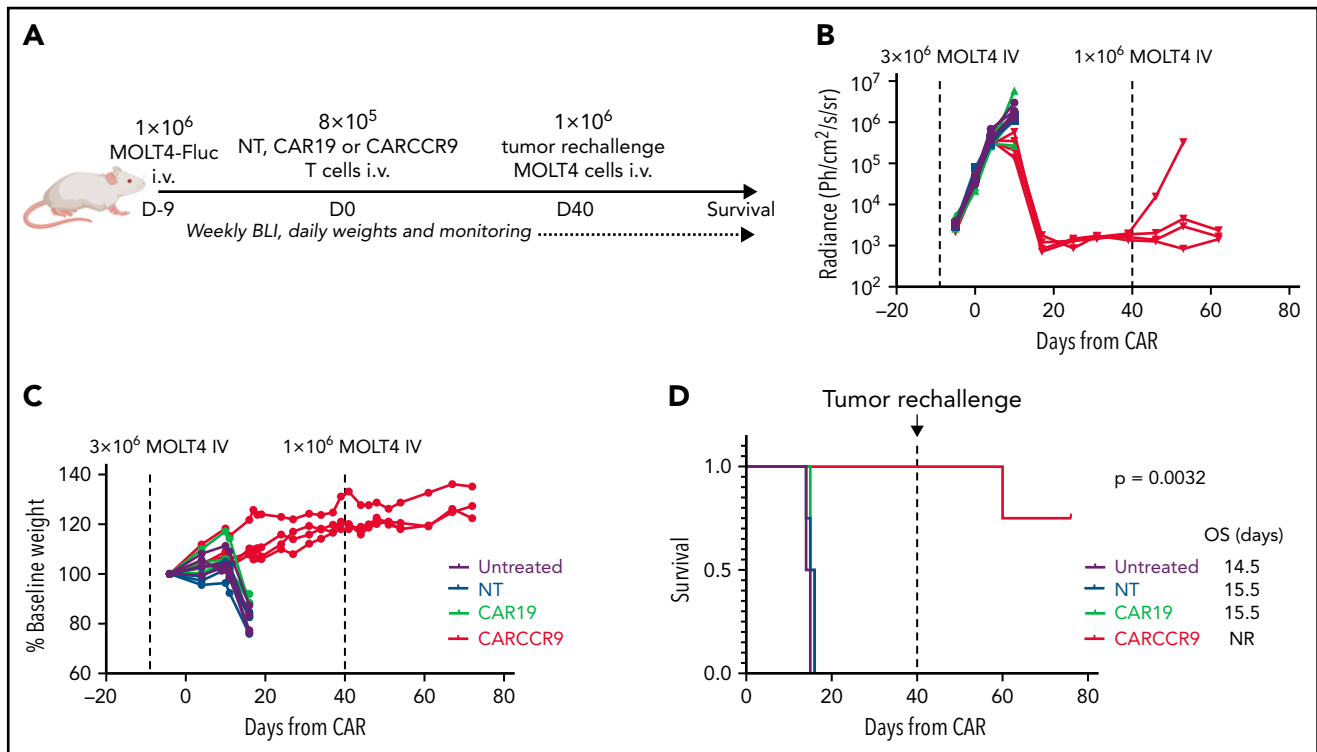 A
1×10⁶
MOLT4-Fluc
i.v.
8×10⁵
NT, CAR19 or CARCCR9
T cells i.v.
1×10⁶
tumor rechallenge
MOLT4 cells i.v.
D-9
D0
D40
Survival
Weekly BLI, daily weights and monitoring
B
3×10⁶ MOLT4 IV
1×10⁶ MOLT4 IV
Radiance (Ph/cm²/s/sr)
10⁷
10⁶
10⁵
10⁴
10³
10²
−20
0
20
40
60
80
Days from CAR
C
3×10⁶ MOLT4 IV
1×10⁶ MOLT4 IV
% Baseline weight
140
120
100
80
60
Untreated
NT
CAR19
CARCCR9
−20
0
20
40
60
80
Days from CAR
D
Tumor rechallenge
Survival
1.0
0.5
0.0
p = 0.0032
OS (days)
Untreated 14.5
NT 15.5
CAR19 15.5
CARCCR9 NR
0
20
40
60
80
Days from CAR